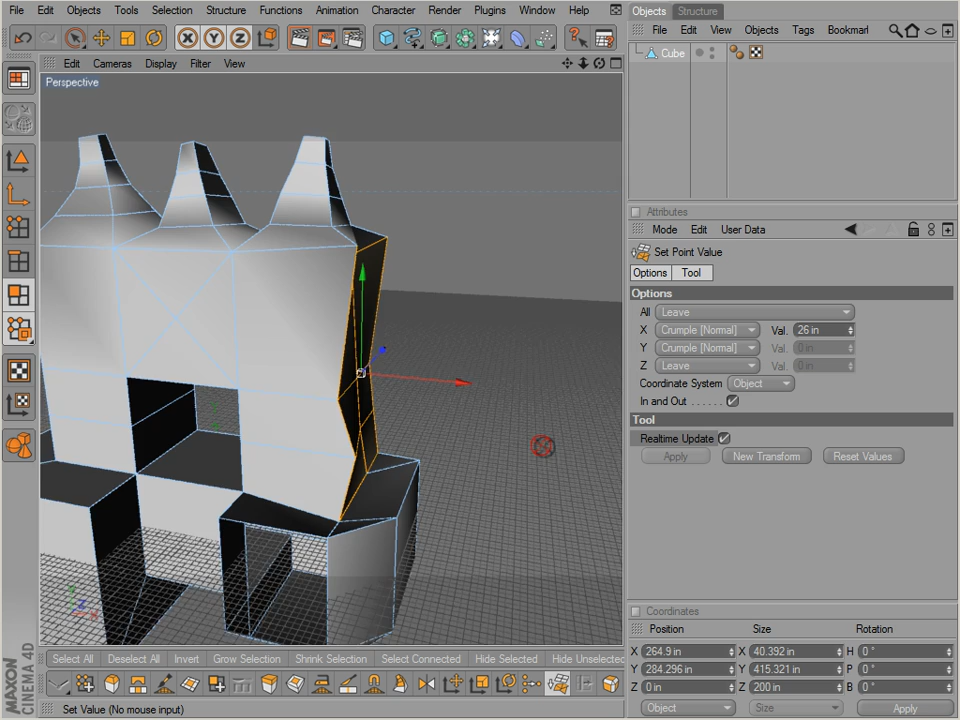 File Edit Objects Tools Selection Structure Functions Animation Character Render Plugins Window Help
Objects Structure
File Edit View Objects Tags Bookmarl
Edit Cameras Display Filter View
Perspective
Cube
Attributes
Mode Edit User Data
Set Point Value
Options Tool
Options
All Leave
X Crumple [Normal] Val. 26 in
Y Crumple [Normal] Val. 0 in
Z Leave Val. 0 in
Coordinate System Object
In and Out
Tool
Realtime Update
Apply New Transform Reset Values
Coordinates
Position Size Rotation
X 264.9 in X 40.392 in H 0 °
Y 284.296 in Y 415.321 in P 0 °
Z 0 in Z 200 in B 0 °
Object Size Apply
Select All Deselect All Invert Grow Selection Shrink Selection Select Connected Hide Selected Hide Unselected
Set Value (No mouse input)
MAXON
CINEMA 4D
X Y Z